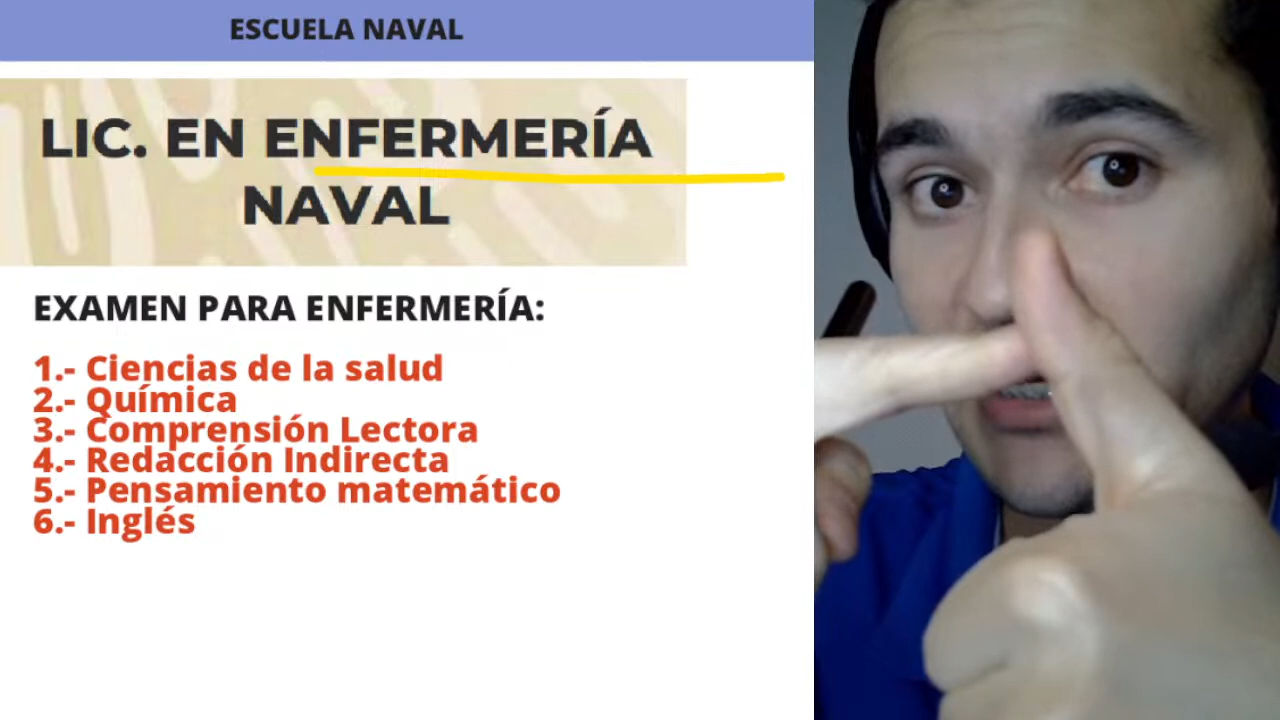 ESCUELA NAVAL
LIC. EN ENFERMERÍA
NAVAL
EXAMEN PARA ENFERMERÍA:
1.- Ciencias de la salud
2.- Química
3.- Comprensión Lectora
4.- Redacción Indirecta
5.- Pensamiento matemático
6.- Inglés